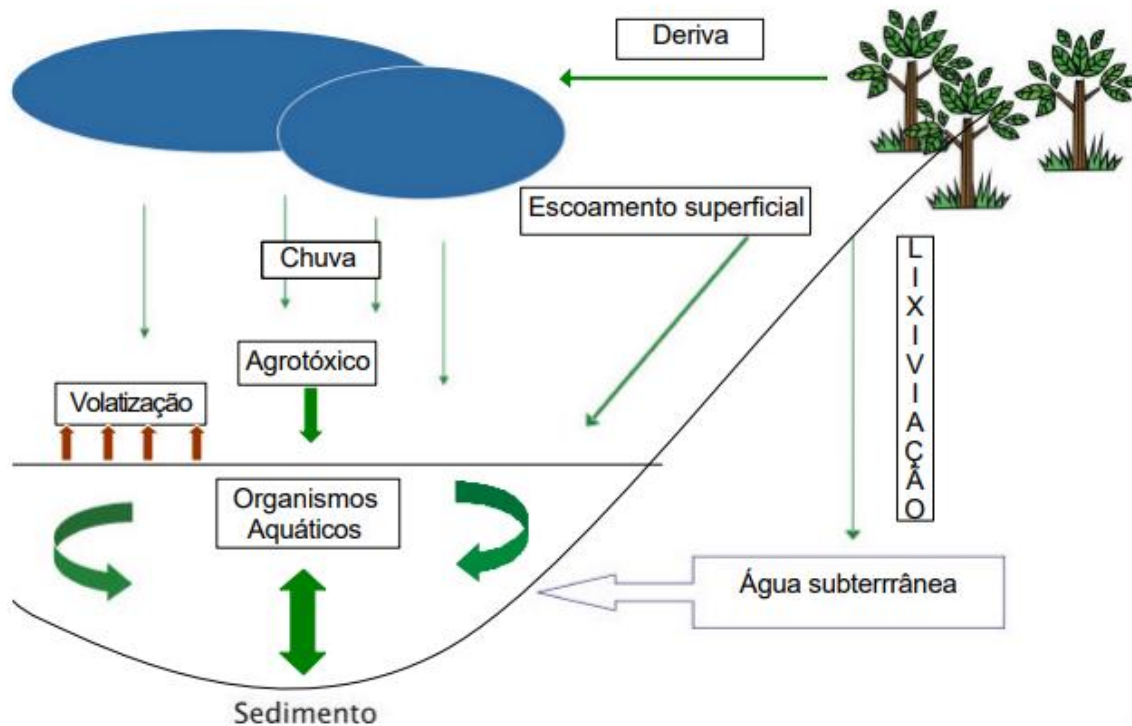 Deriva
Escoamento superficial
Chuva
LIXIVIAÇÃO
Agrotóxico
Volatização
Organismos
Aquáticos
Água subterrrânea
Sedimento